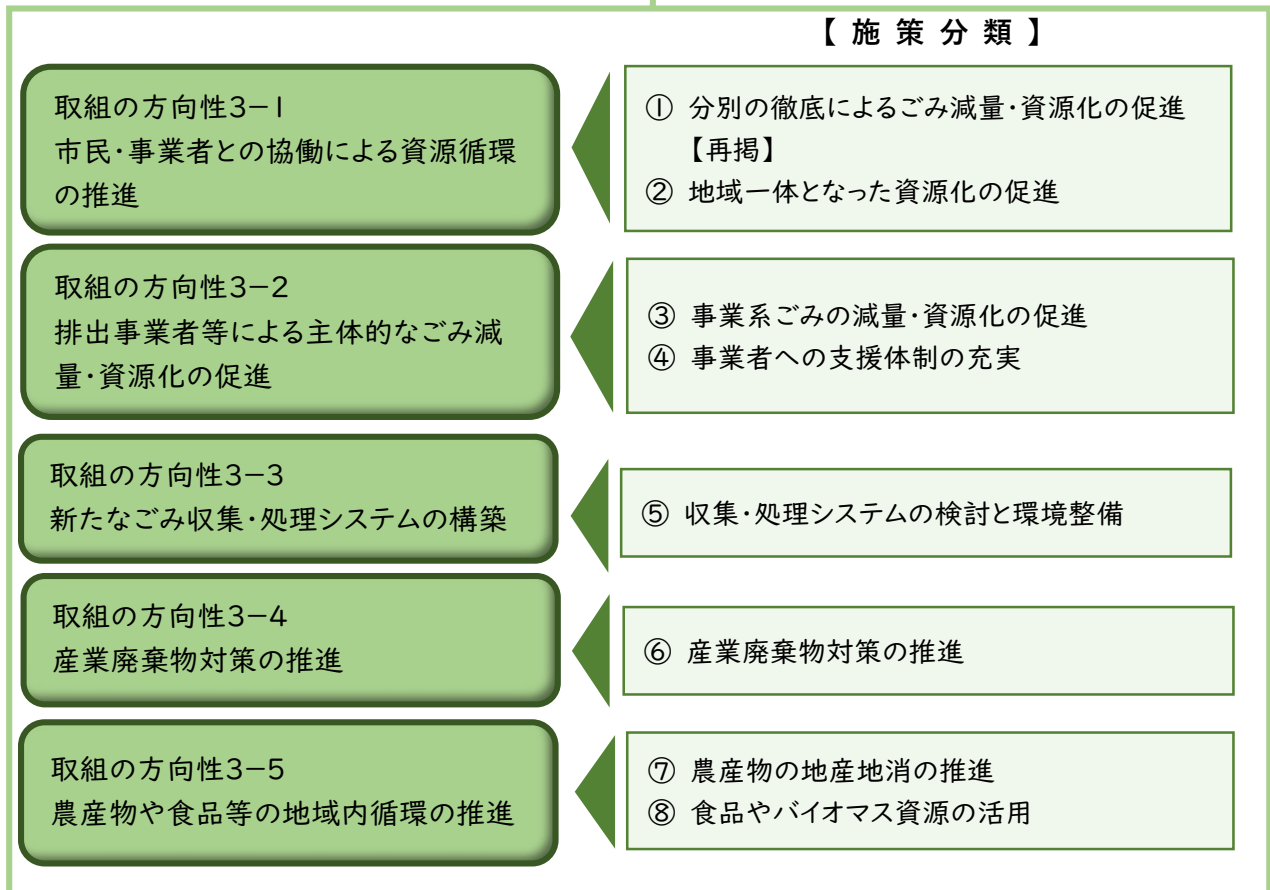 【 施 策 分 類 】
取組の方向性3－1
市民・事業者との協働による資源循環
の推進
① 分別の徹底によるごみ減量・資源化の促進
【再掲】
② 地域一体となった資源化の促進
取組の方向性3－2
排出事業者等による主体的なごみ減
量・資源化の促進
③ 事業系ごみの減量・資源化の促進
④ 事業者への支援体制の充実
取組の方向性3－3
新たなごみ収集・処理システムの構築
⑤ 収集・処理システムの検討と環境整備
取組の方向性3－4
産業廃棄物対策の推進
⑥ 産業廃棄物対策の推進
取組の方向性3－5
農産物や食品等の地域内循環の推進
⑦ 農産物の地産地消の推進
⑧ 食品やバイオマス資源の活用